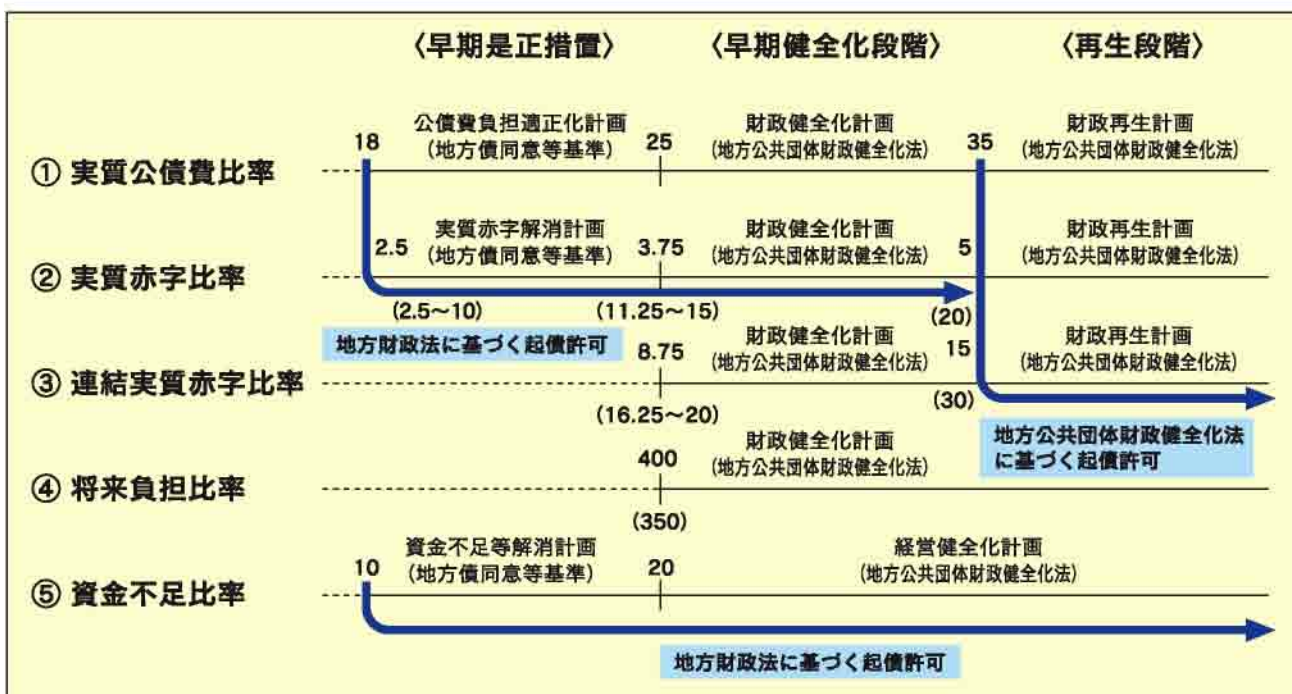 〈早期是正措置〉 〈早期健全化段階〉 〈再生段階〉
18 公債費負担適正化計画 25 財政健全化計画 35 財政再生計画
(地方債同意等基準) (地方公共団体財政健全化法) (地方公共団体財政健全化法)
① 実質公債費比率
実質赤字解消計画 財政健全化計画 財政再生計画
2.5 (地方債同意等基準) 3.75 (地方公共団体財政健全化法) 5 (地方公共団体財政健全化法)
② 実質赤字比率
(2.5〜10) (11.25〜15) (20)
地方財政法に基づく起債許可
財政健全化計画 財政再生計画
8.75 (地方公共団体財政健全化法) 15 (地方公共団体財政健全化法)
③ 連結実質赤字比率
(16.25〜20) (30)
地方公共団体財政健全化法
に基づく起債許可
財政健全化計画
400 (地方公共団体財政健全化法)
④ 将来負担比率
(350)
資金不足等解消計画 経営健全化計画
10 (地方債同意等基準) 20 (地方公共団体財政健全化法)
⑤ 資金不足比率
地方財政法に基づく起債許可